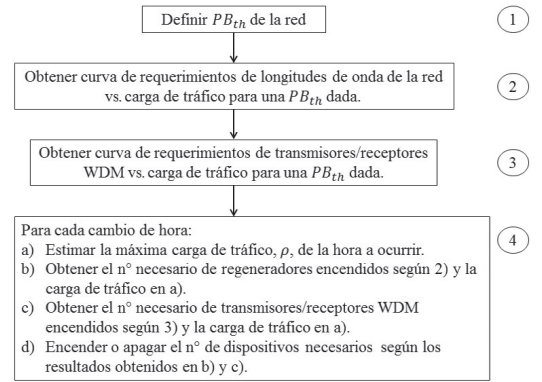 Definir PB_th de la red
1
Obtener curva de requerimientos de longitudes de onda de la red
vs. carga de tráfico para una PB_th dada.
2
Obtener curva de requerimientos de transmisores/receptores
WDM vs. carga de tráfico para una PB_th dada.
3
Para cada cambio de hora:
a) Estimar la máxima carga de tráfico, ρ, de la hora a ocurrir.
b) Obtener el n° necesario de regeneradores encendidos según 2) y la
carga de tráfico en a).
c) Obtener el n° necesario de transmisores/receptores WDM
encendidos según 3) y la carga de tráfico en a).
d) Encender o apagar el n° de dispositivos necesarios según los
resultados obtenidos en b) y c).
4